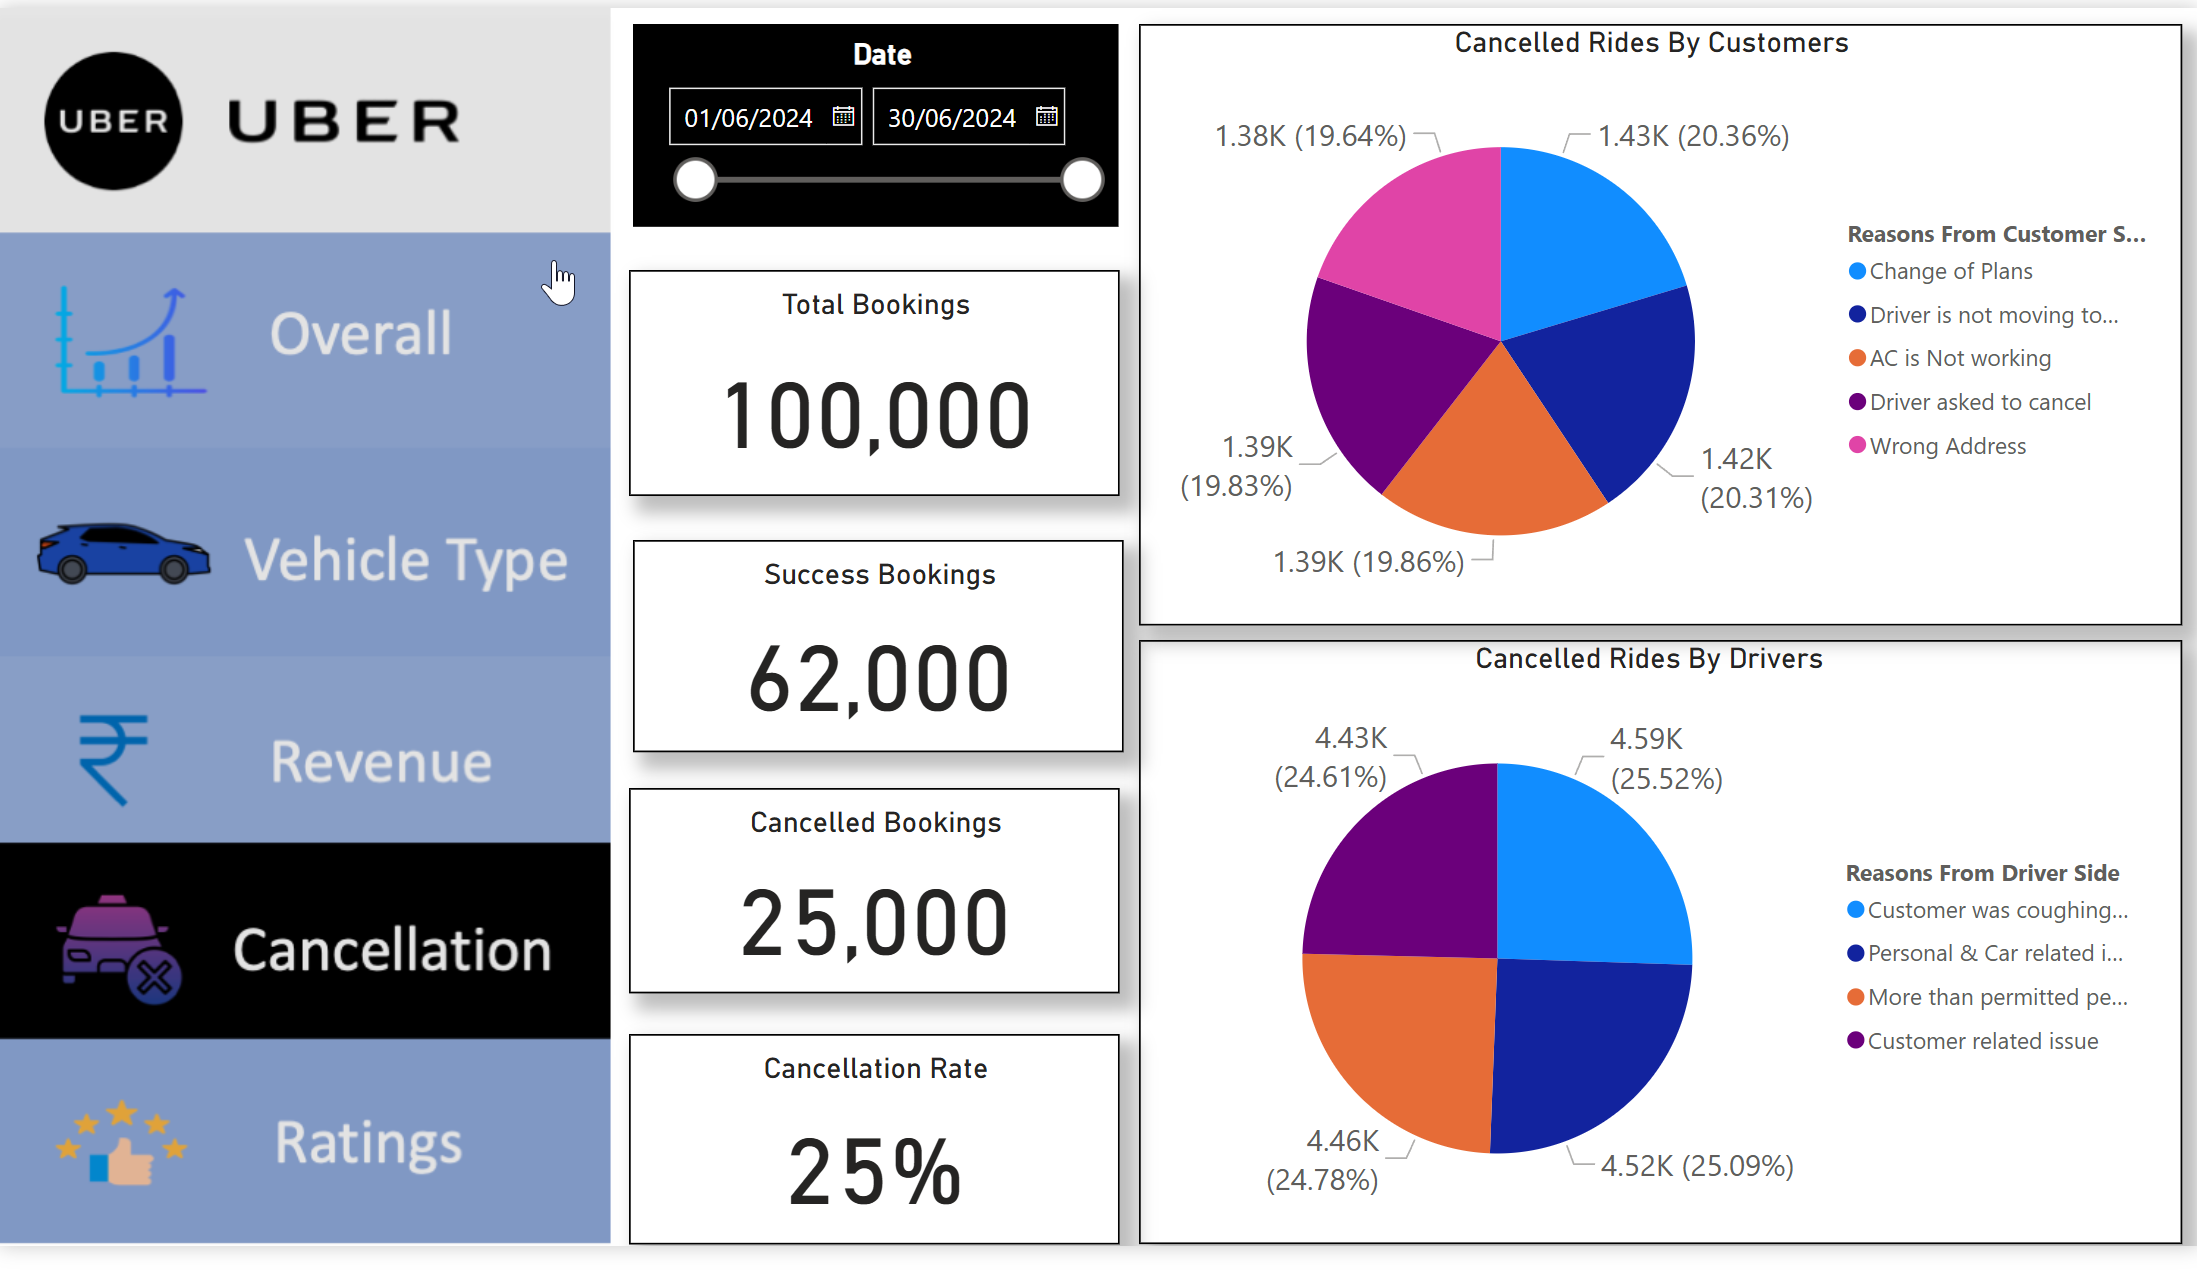 UBER
UBER
Overall
Vehicle Type
Revenue
Cancellation
Ratings
Date
01/06/2024
30/06/2024
Total Bookings
100,000
Success Bookings
62,000
Cancelled Bookings
25,000
Cancellation Rate
25%
Cancelled Rides By Customers
1.38K (19.64%)
1.43K (20.36%)
1.39K
(19.83%)
1.42K
(20.31%)
1.39K (19.86%)
Reasons From Customer S...
Change of Plans
Driver is not moving to...
AC is Not working
Driver asked to cancel
Wrong Address
Cancelled Rides By Drivers
4.43K
(24.61%)
4.59K
(25.52%)
4.46K
(24.78%)
4.52K (25.09%)
Reasons From Driver Side
Customer was coughing...
Personal & Car related i...
More than permitted pe...
Customer related issue